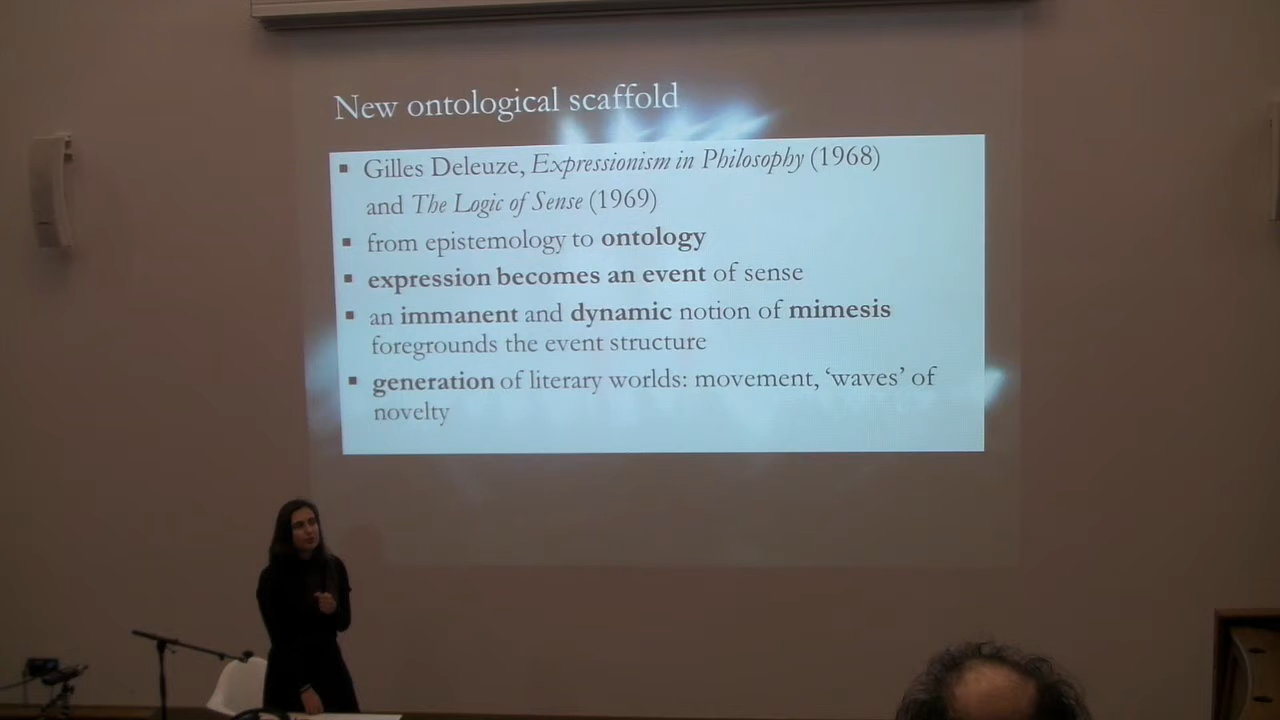 New ontological scaffold
▪ Gilles Deleuze, Expressionism in Philosophy (1968)
and The Logic of Sense (1969)
▪ from epistemology to ontology
▪ expression becomes an event of sense
▪ an immanent and dynamic notion of mimesis
foregrounds the event structure
▪ generation of literary worlds: movement, ‘waves’ of
novelty